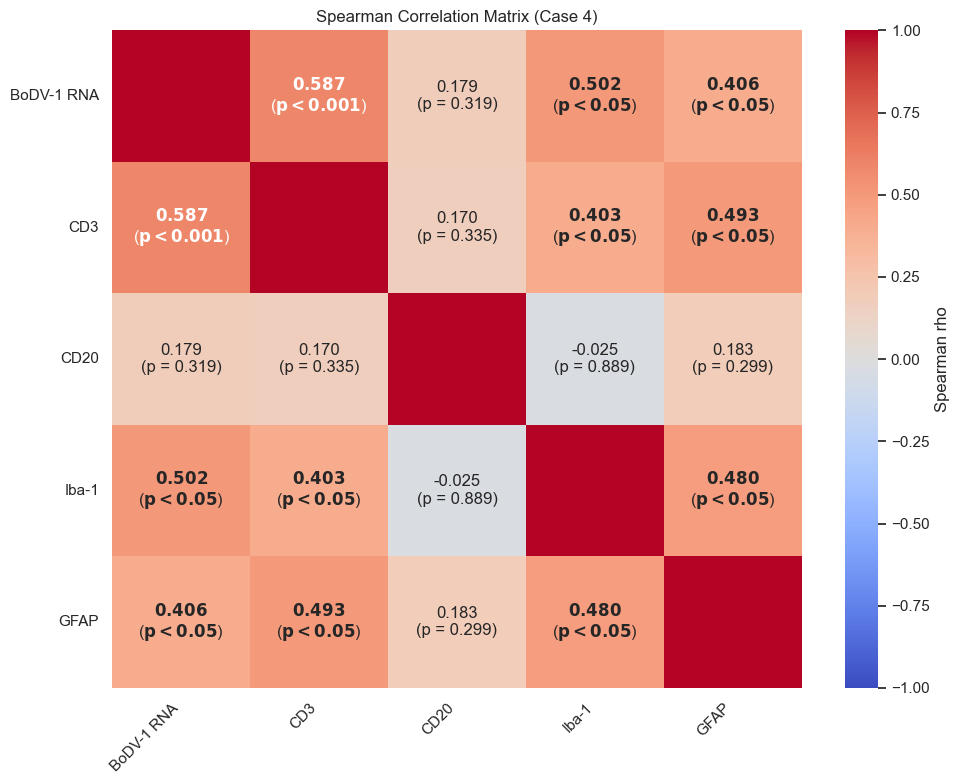 Spearman Correlation Matrix (Case 4)
BoDV-1 RNA
0.587
(p < 0.001)
0.179
(p = 0.319)
0.502
(p < 0.05)
0.406
(p < 0.05)
CD3
0.587
(p < 0.001)
0.170
(p = 0.335)
0.403
(p < 0.05)
0.493
(p < 0.05)
CD20
0.179
(p = 0.319)
0.170
(p = 0.335)
-0.025
(p = 0.889)
0.183
(p = 0.299)
Iba-1
0.502
(p < 0.05)
0.403
(p < 0.05)
-0.025
(p = 0.889)
0.480
(p < 0.05)
GFAP
0.406
(p < 0.05)
0.493
(p < 0.05)
0.183
(p = 0.299)
0.480
(p < 0.05)
BoDV-1 RNA
CD3
CD20
Iba-1
GFAP
1.00
0.75
0.50
0.25
0.00
−0.25
−0.50
−0.75
−1.00
Spearman rho